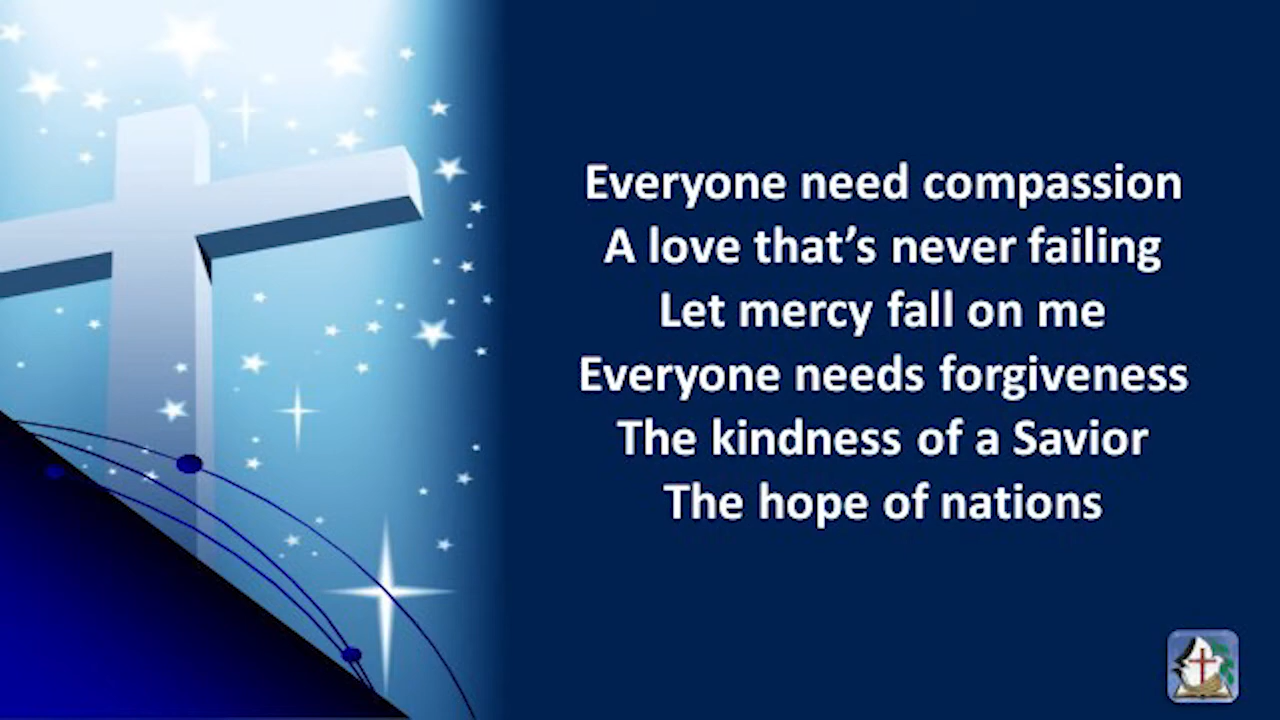 Everyone need compassion
A love that’s never failing
Let mercy fall on me
Everyone needs forgiveness
The kindness of a Savior
The hope of nations